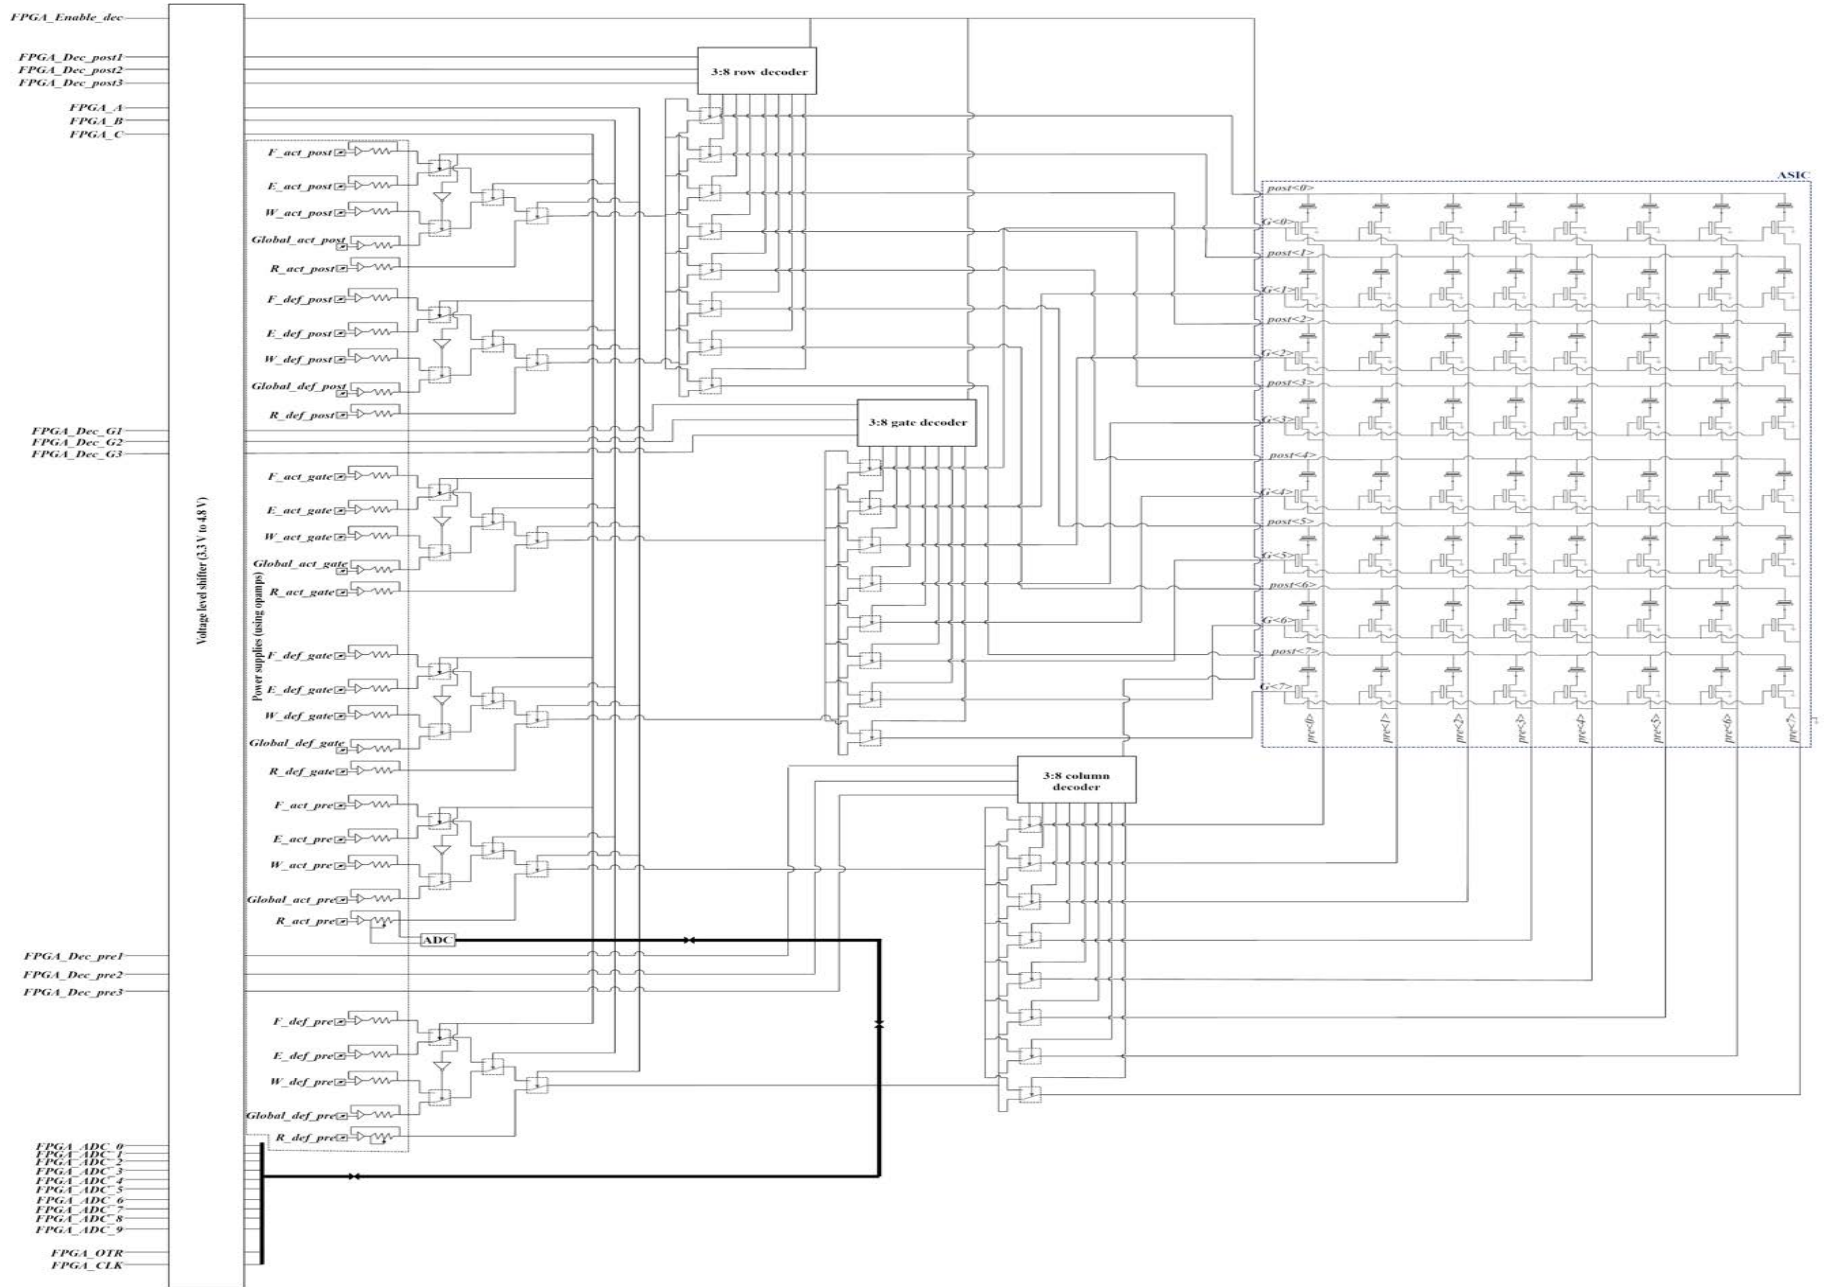 FPGA_Enable_dec
FPGA_Dec_post1
FPGA_Dec_post2
FPGA_Dec_post3
FPGA_A
FPGA_B
FPGA_C
F_act_post
E_act_post
W_act_post
Global_act_post
R_act_post
F_def_post
E_def_post
W_def_post
Global_def_post
R_def_post
FPGA_Dec_G1
FPGA_Dec_G2
FPGA_Dec_G3
F_act_gate
E_act_gate
W_act_gate
Global_act_gate
R_act_gate
Voltage level shifter (3.3 V to 4.8 V)
Power supplies (using opamps)
F_def_gate
E_def_gate
W_def_gate
Global_def_gate
R_def_gate
F_act_pre
E_act_pre
W_act_pre
Global_act_pre
R_act_pre
ADC
FPGA_Dec_pre1
FPGA_Dec_pre2
FPGA_Dec_pre3
F_def_pre
E_def_pre
W_def_pre
Global_def_pre
R_def_pre
FPGA_ADC_0
FPGA_ADC_1
FPGA_ADC_2
FPGA_ADC_3
FPGA_ADC_4
FPGA_ADC_5
FPGA_ADC_6
FPGA_ADC_7
FPGA_ADC_8
FPGA_ADC_9
FPGA_OTR
FPGA_CLK
3:8 row decoder
3:8 gate decoder
3:8 column
decoder
ASIC
post<0>
G<0>
post<1>
G<1>
post<2>
G<2>
post<3>
G<3>
post<4>
G<4>
post<5>
G<5>
post<6>
G<6>
post<7>
G<7>
pre<0>
pre<1>
pre<2>
pre<3>
pre<4>
pre<5>
pre<6>
pre<7>